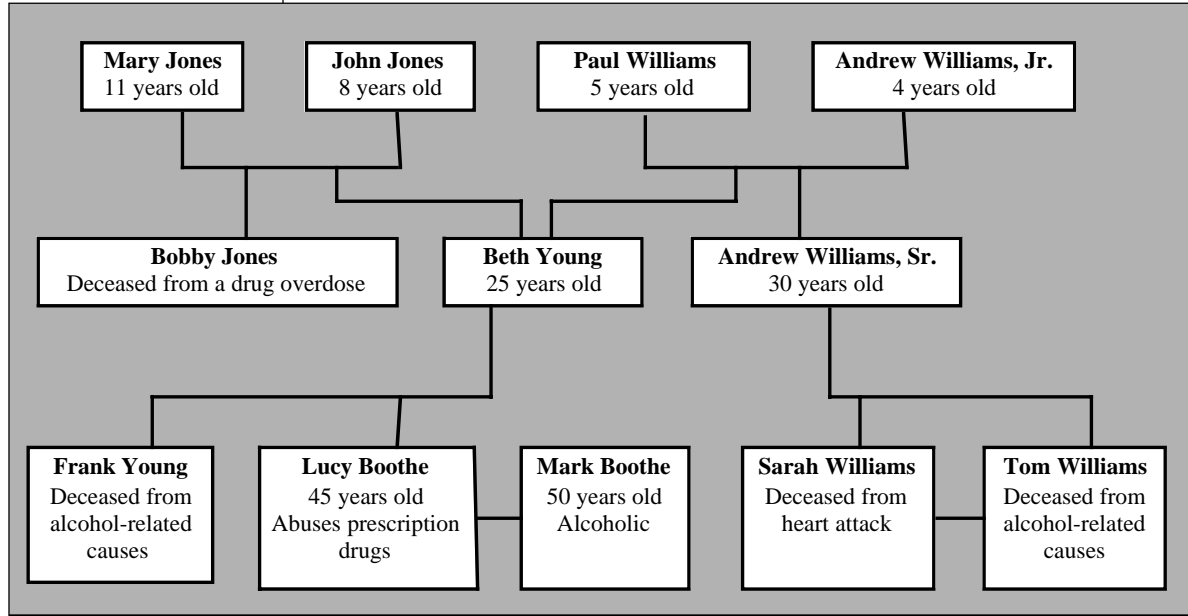 Mary Jones
11 years old
John Jones
8 years old
Paul Williams
5 years old
Andrew Williams, Jr.
4 years old
Bobby Jones
Deceased from a drug overdose
Beth Young
25 years old
Andrew Williams, Sr.
30 years old
Frank Young
Deceased from
alcohol-related
causes
Lucy Boothe
45 years old
Abuses prescription
drugs
Mark Boothe
50 years old
Alcoholic
Sarah Williams
Deceased from
heart attack
Tom Williams
Deceased from
alcohol-related
causes